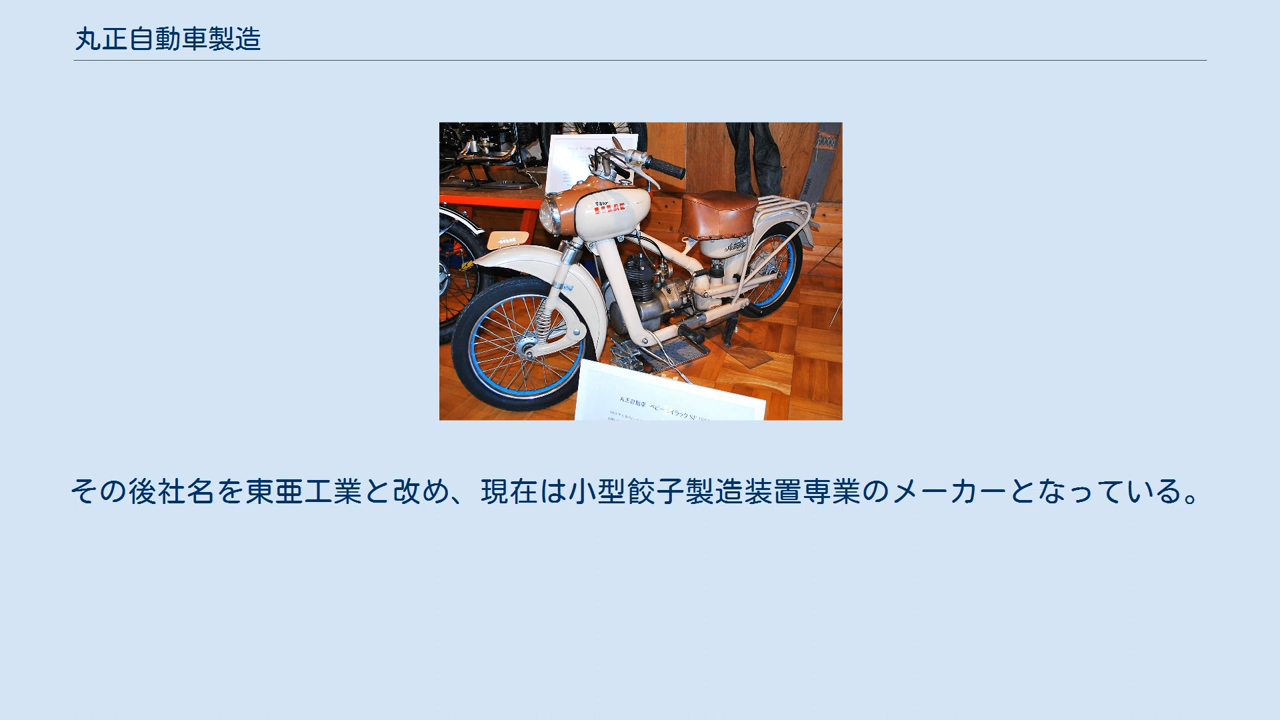 丸正自動車製造
LILAC
その後社名を東亜工業と改め、現在は小型餃子製造装置専業のメーカーとなっている。